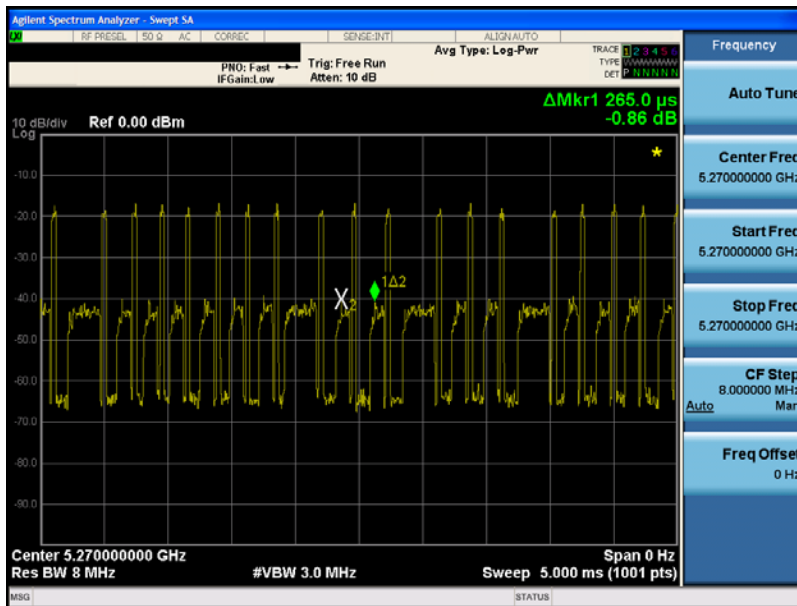 Agilent Spectrum Analyzer - Swept SA
RF PRESEL 50 Ω AC CORREC SENSE:INT ALIGNAUTO
PNO: Fast
IFGain:Low
Trig: Free Run
Atten: 10 dB
Avg Type: Log-Pwr
TRACE 1 2 3 4 5 6
TYPE
DET P N N N N N
ΔMkr1 265.0 µs
-0.86 dB
10 dB/div Ref 0.00 dBm
Log
-10.0
-20.0
-30.0
-40.0
-50.0
-60.0
-70.0
-80.0
-90.0
*
X2
1Δ2
Center 5.270000000 GHz Span 0 Hz
Res BW 8 MHz #VBW 3.0 MHz Sweep 5.000 ms (1001 pts)
MSG STATUS
Frequency
Auto Tune
Center Freq
5.270000000 GHz
Start Freq
5.270000000 GHz
Stop Freq
5.270000000 GHz
CF Step
8.000000 MHz
Auto Man
Freq Offset
0 Hz